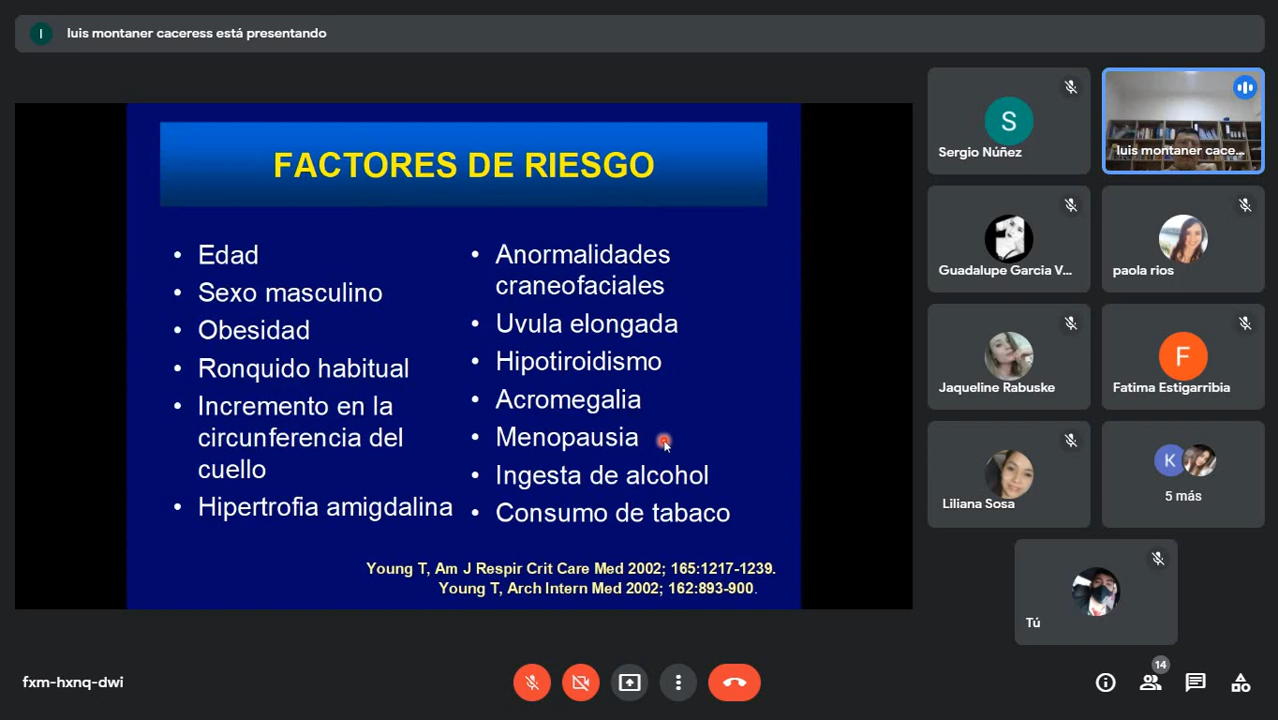 I
luis montaner caceress está presentando
FACTORES DE RIESGO
• Edad
• Sexo masculino
• Obesidad
• Ronquido habitual
• Incremento en la
circunferencia del
cuello
• Hipertrofia amigdalina
• Anormalidades
craneofaciales
• Uvula elongada
• Hipotiroidismo
• Acromegalia
• Menopausia
• Ingesta de alcohol
• Consumo de tabaco
Young T, Am J Respir Crit Care Med 2002; 165:1217-1239.
Young T, Arch Intern Med 2002; 162:893-900.
S
Sergio Núñez
luis montaner cace...
Guadalupe Garcia V...
paola rios
Jaqueline Rabuske
F
Fatima Estigarribia
Liliana Sosa
K
5 más
Tú
fxm-hxnq-dwi
14